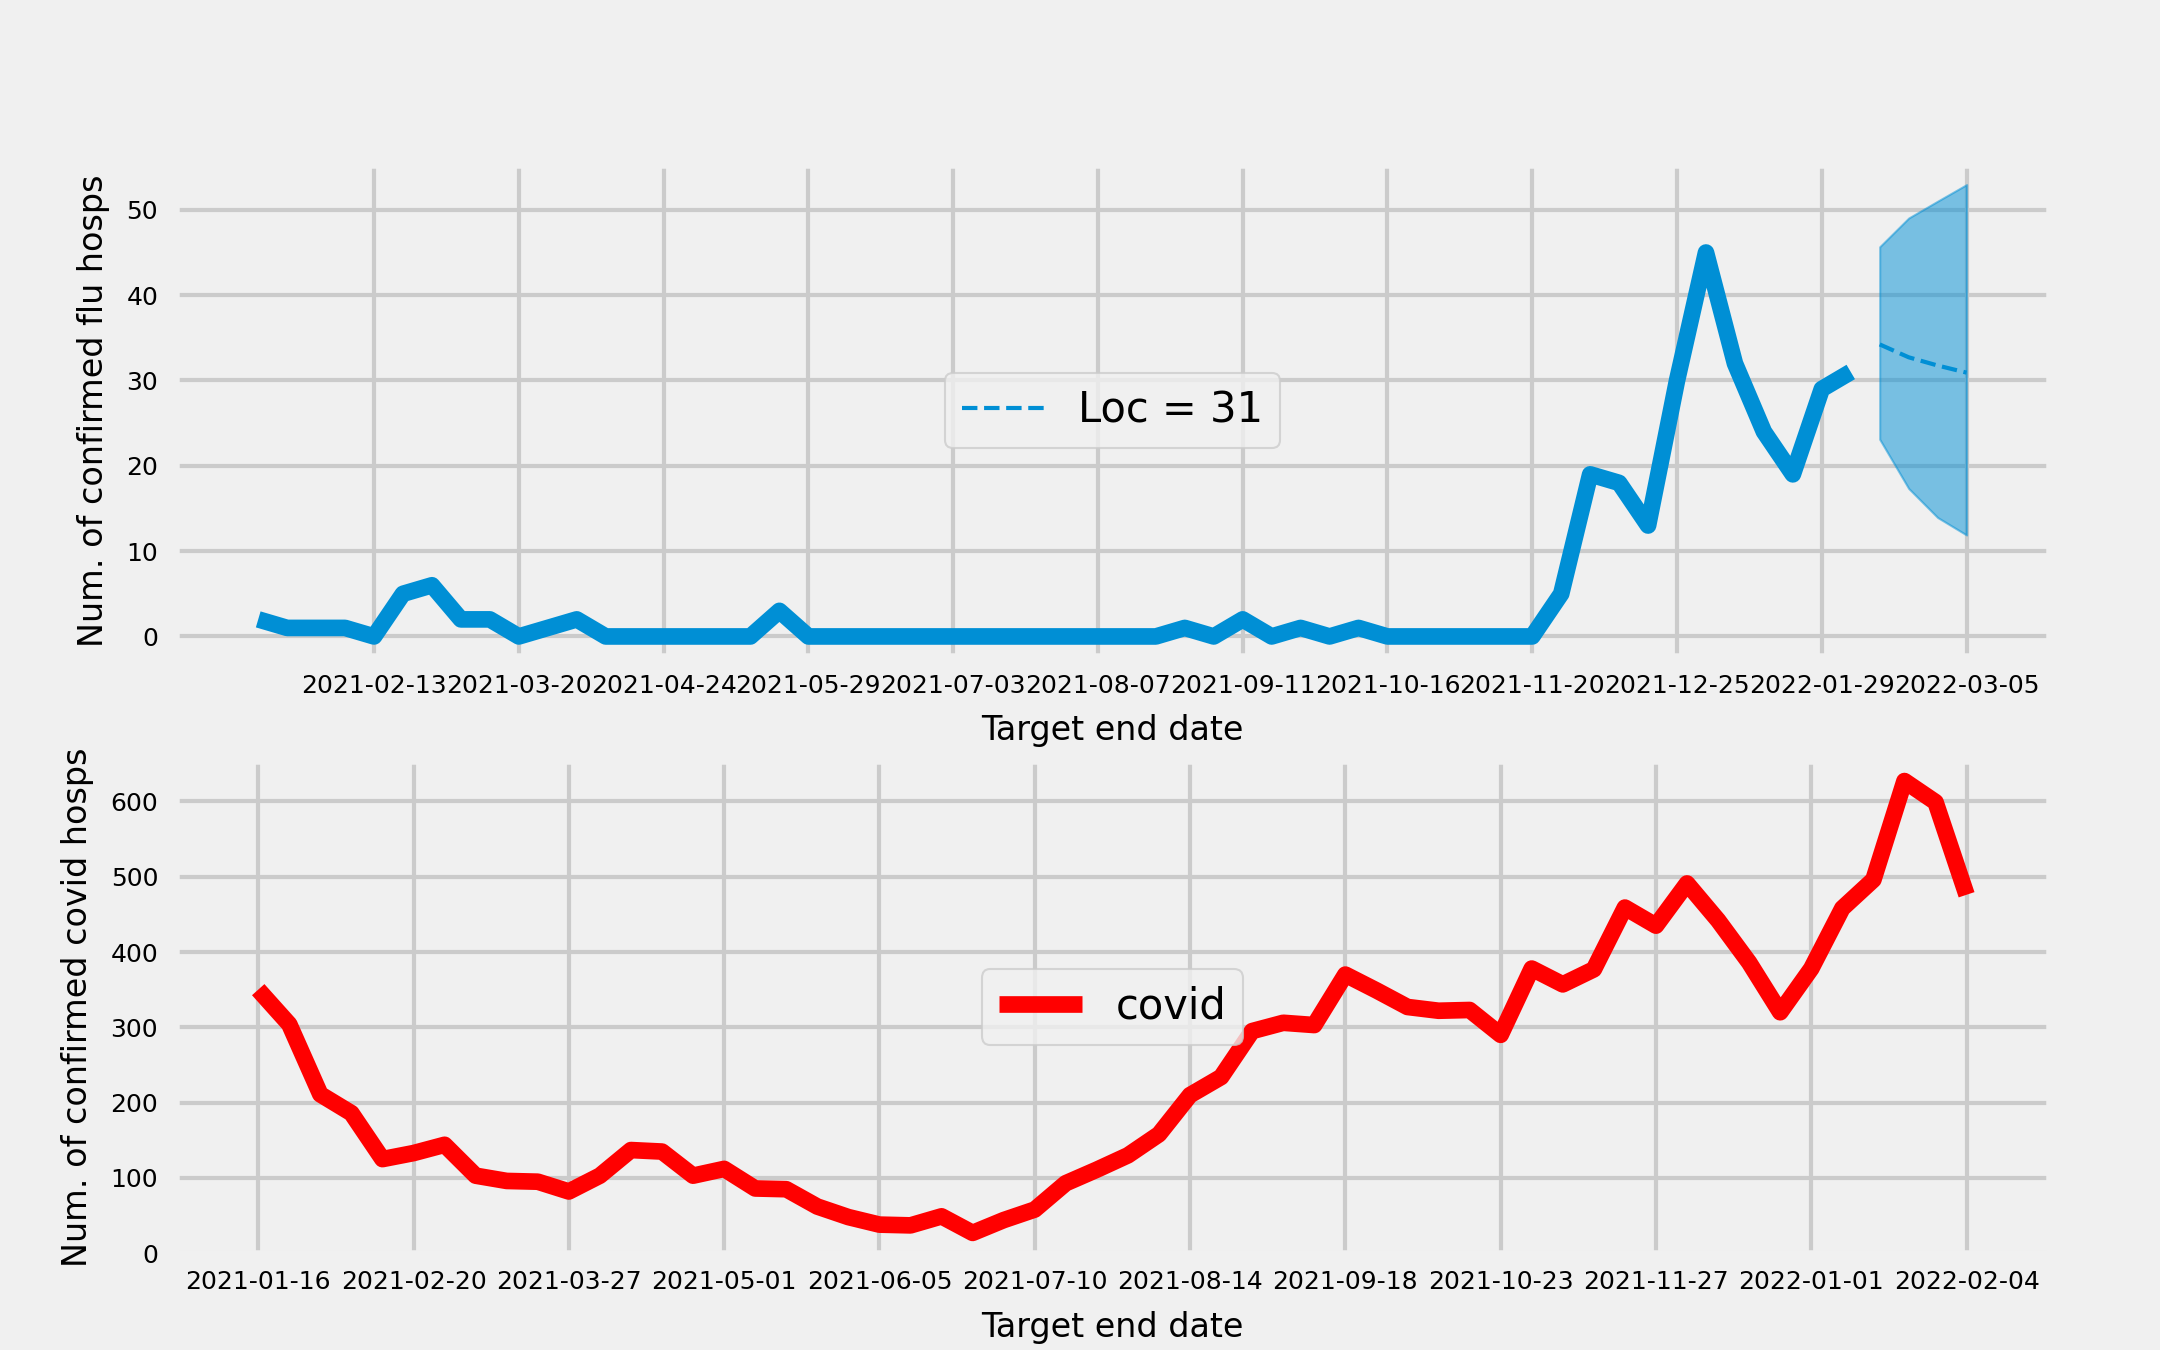 Num. of confirmed flu hosps
50
40
30
20
10
0
Loc = 31
2021-02-13 2021-03-20 2021-04-24 2021-05-29 2021-07-03 2021-08-07 2021-09-11 2021-10-16 2021-11-20 2021-12-25 2022-01-29 2022-03-05
Target end date
Num. of confirmed covid hosps
600
500
400
300
200
100
0
covid
2021-01-16 2021-02-20 2021-03-27 2021-05-01 2021-06-05 2021-07-10 2021-08-14 2021-09-18 2021-10-23 2021-11-27 2022-01-01 2022-02-04
Target end date